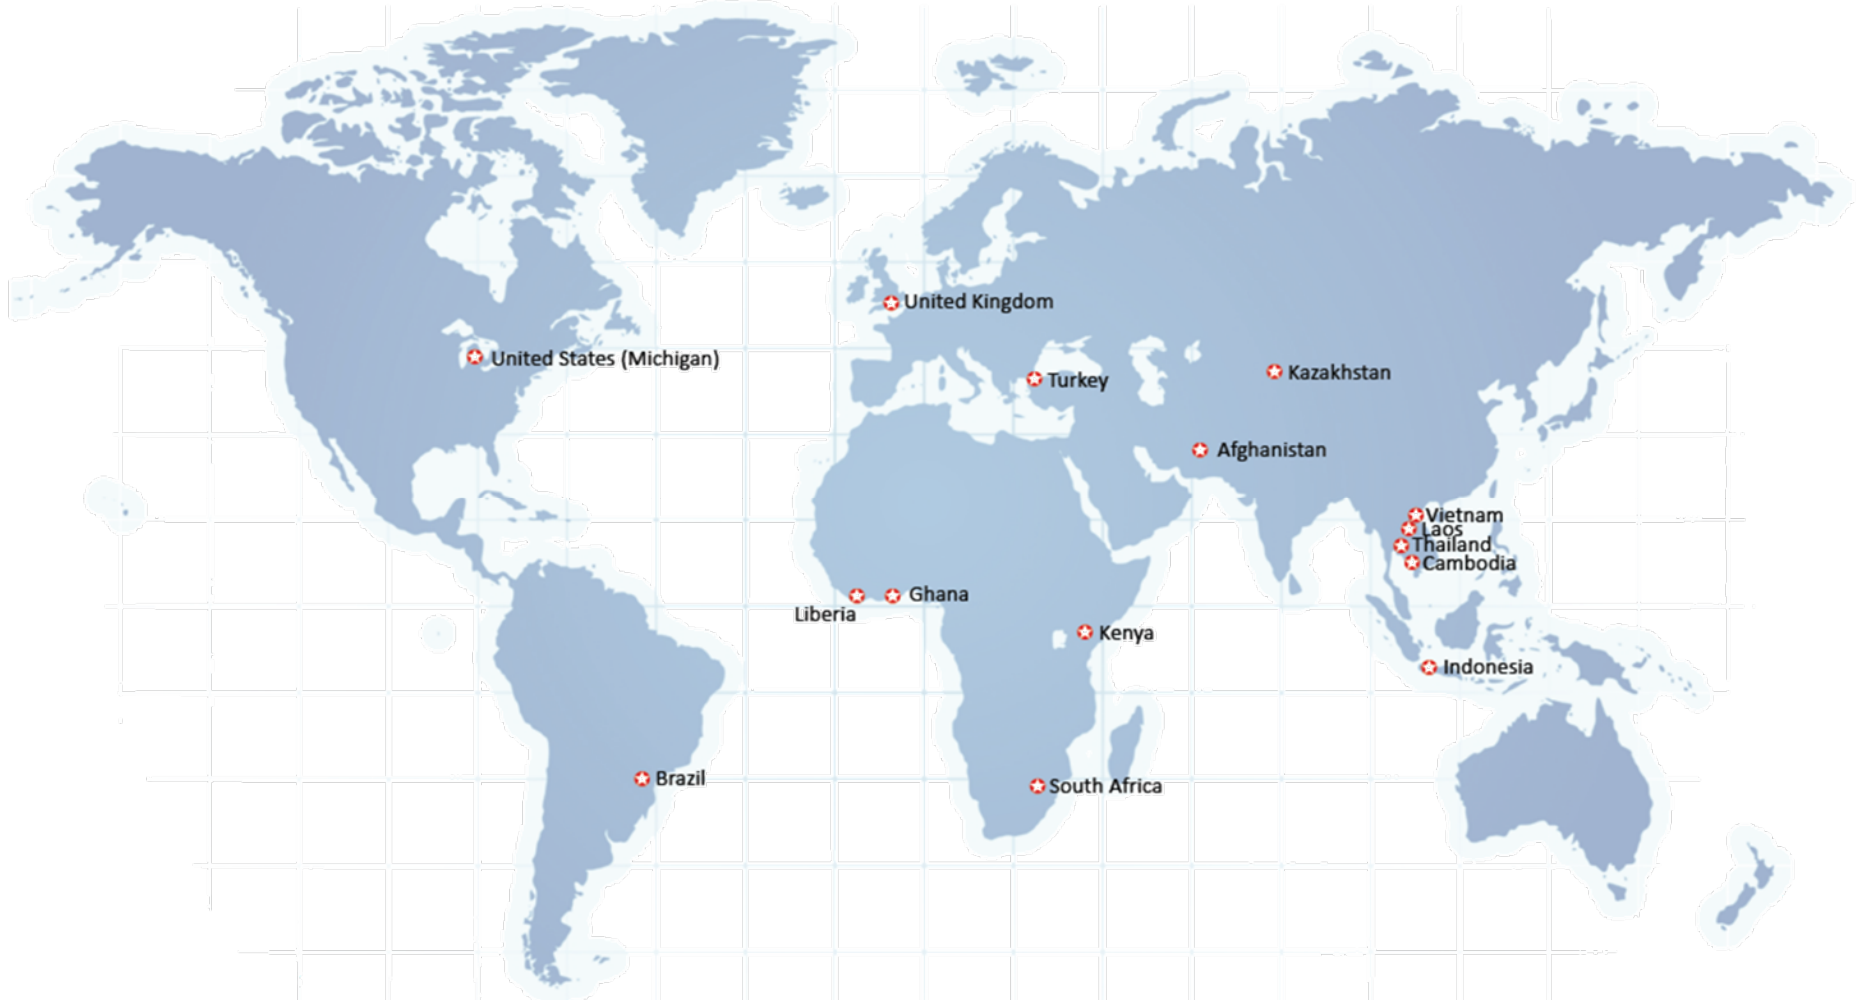 United Kingdom
United States (Michigan)
Kazakhstan
Turkey
Afghanistan
Vietnam
Laos
Thailand
Cambodia
Ghana
Liberia
Kenya
Indonesia
Brazil
South Africa